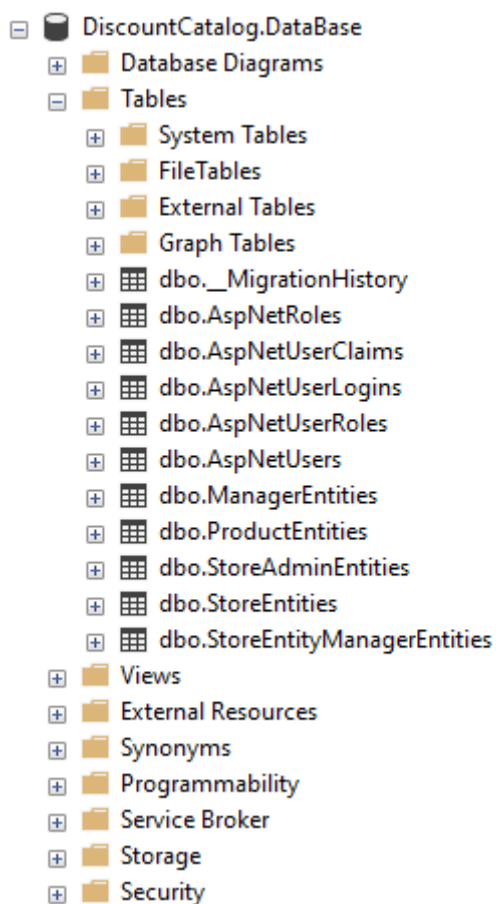 DiscountCatalog.DataBase
Database Diagrams
Tables
System Tables
FileTables
External Tables
Graph Tables
dbo.__MigrationHistory
dbo.AspNetRoles
dbo.AspNetUserClaims
dbo.AspNetUserLogins
dbo.AspNetUserRoles
dbo.AspNetUsers
dbo.ManagerEntities
dbo.ProductEntities
dbo.StoreAdminEntities
dbo.StoreEntities
dbo.StoreEntityManagerEntities
Views
External Resources
Synonyms
Programmability
Service Broker
Storage
Security